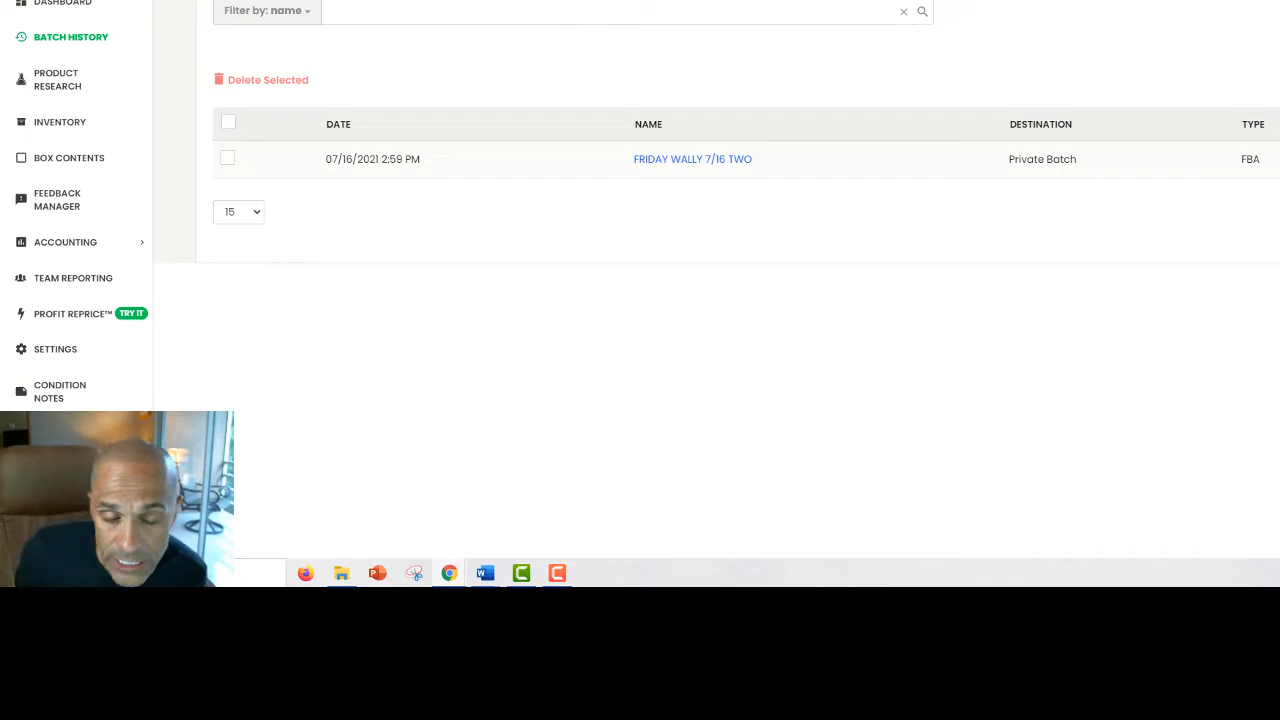 DASHBOARD
Filter by: name
BATCH HISTORY
PRODUCT
RESEARCH
Delete Selected
INVENTORY
DATE NAME DESTINATION TYPE
BOX CONTENTS
07/16/2021 2:59 PM FRIDAY WALLY 7/16 TWO Private Batch FBA
FEEDBACK
MANAGER
15
ACCOUNTING
TEAM REPORTING
PROFIT REPRICE™ TRY IT
SETTINGS
CONDITION
NOTES